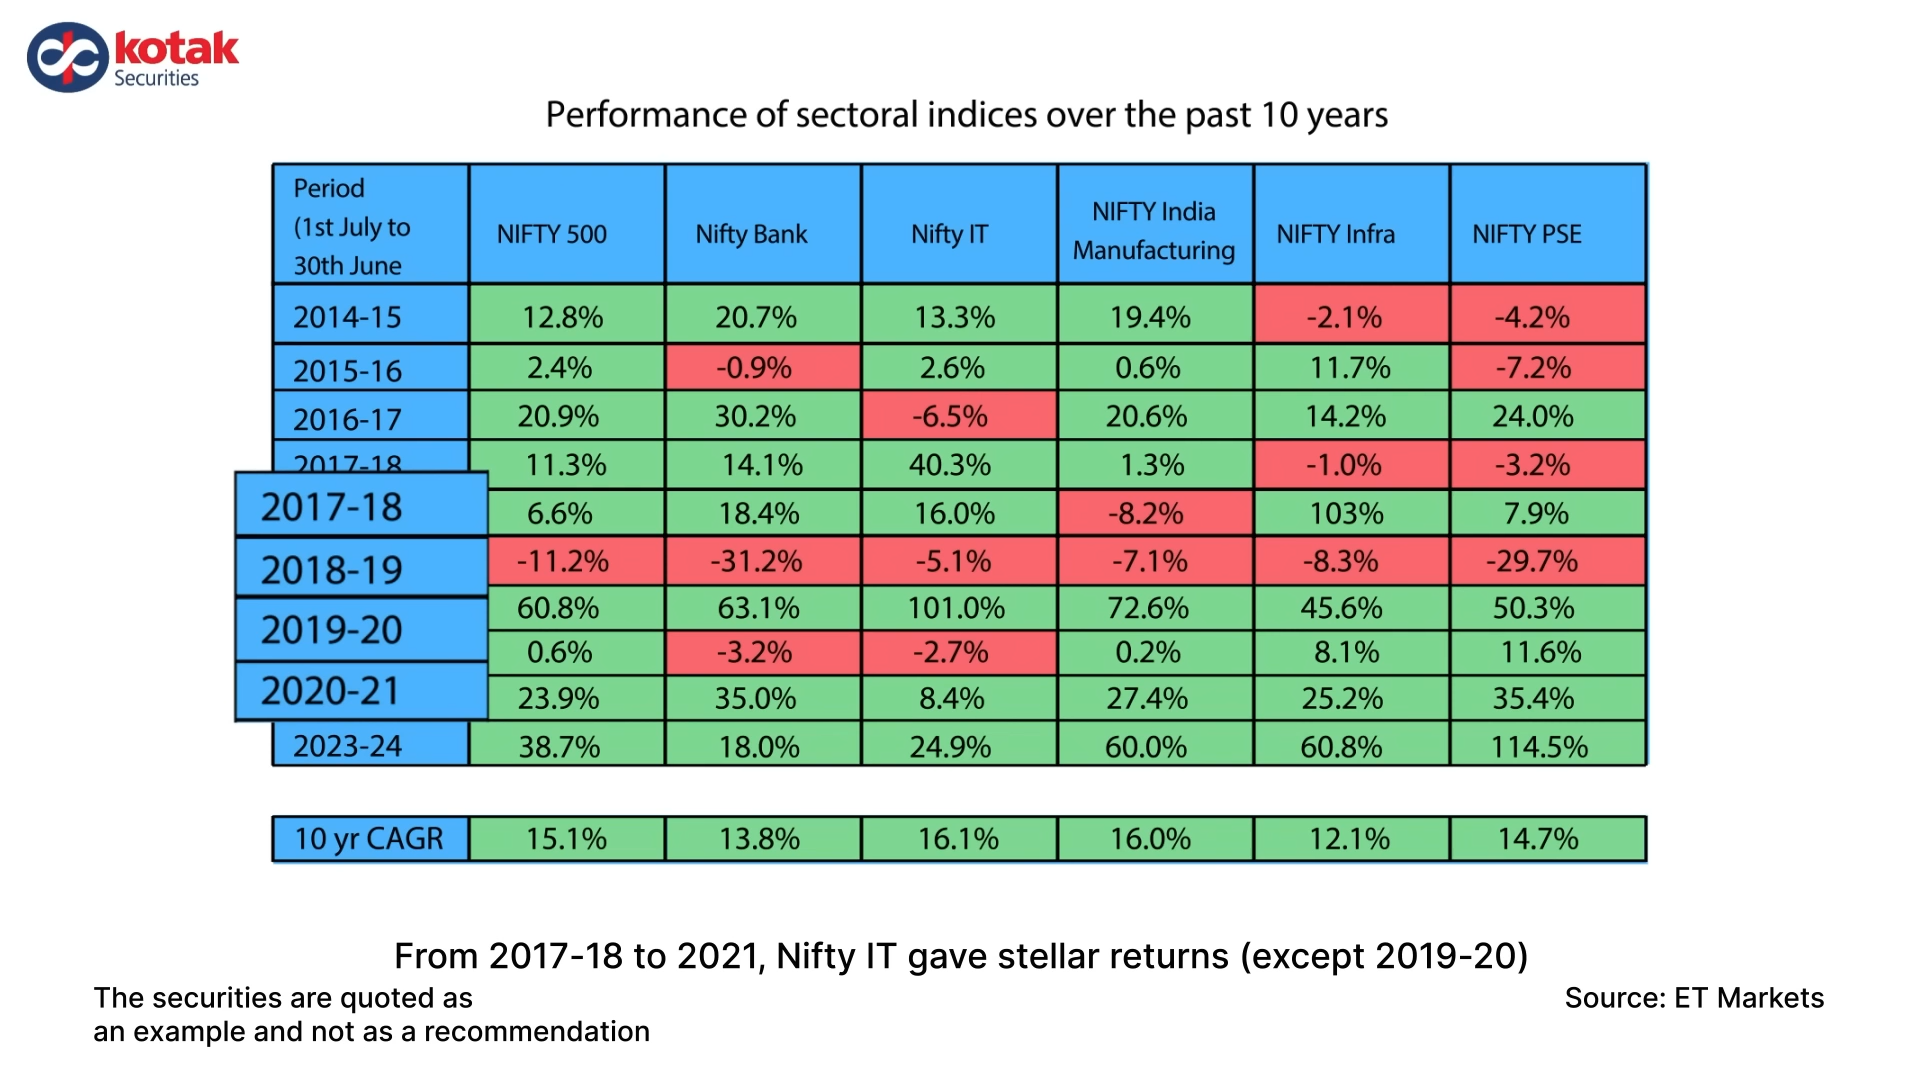 kotak
Securities
Performance of sectoral indices over the past 10 years
Period
(1st July to
30th June
NIFTY 500
Nifty Bank
Nifty IT
NIFTY India
Manufacturing
NIFTY Infra
NIFTY PSE
2014-15 12.8% 20.7% 13.3% 19.4% -2.1% -4.2%
2015-16 2.4% -0.9% 2.6% 0.6% 11.7% -7.2%
2016-17 20.9% 30.2% -6.5% 20.6% 14.2% 24.0%
2017-18 11.3% 14.1% 40.3% 1.3% -1.0% -3.2%
2017-18 6.6% 18.4% 16.0% -8.2% 103% 7.9%
2018-19 -11.2% -31.2% -5.1% -7.1% -8.3% -29.7%
2019-20 60.8% 63.1% 101.0% 72.6% 45.6% 50.3%
0.6% -3.2% -2.7% 0.2% 8.1% 11.6%
2020-21 23.9% 35.0% 8.4% 27.4% 25.2% 35.4%
2023-24 38.7% 18.0% 24.9% 60.0% 60.8% 114.5%
10 yr CAGR 15.1% 13.8% 16.1% 16.0% 12.1% 14.7%
From 2017-18 to 2021, Nifty IT gave stellar returns (except 2019-20)
The securities are quoted as
an example and not as a recommendation
Source: ET Markets